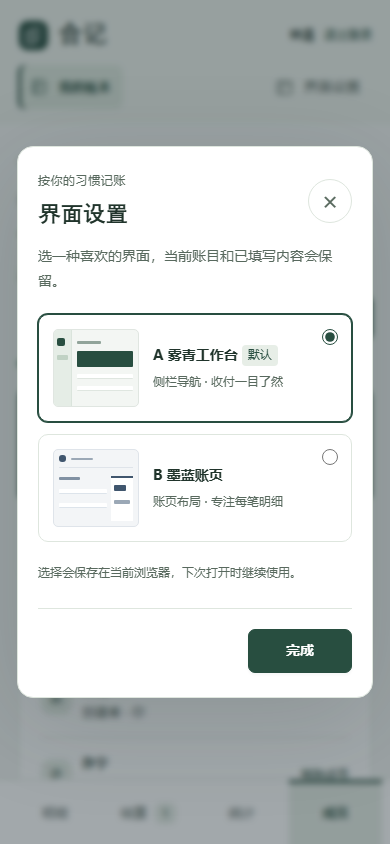 合记
按你的习惯记账
界面设置
选一种喜欢的界面，当前账目和已填写内容会保
留。
A 雾青工作台 默认
侧栏导航 · 收付一目了然
B 墨蓝账页
账页布局 · 专注每笔明细
选择会保存在当前浏览器，下次打开时继续使用。
完成